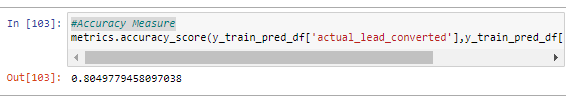 In [103]: #Accuracy Measure
metrics.accuracy_score(y_train_pred_df['actual_lead_converted'],y_train_pred_df[
Out[103]: 0.8049779458097038